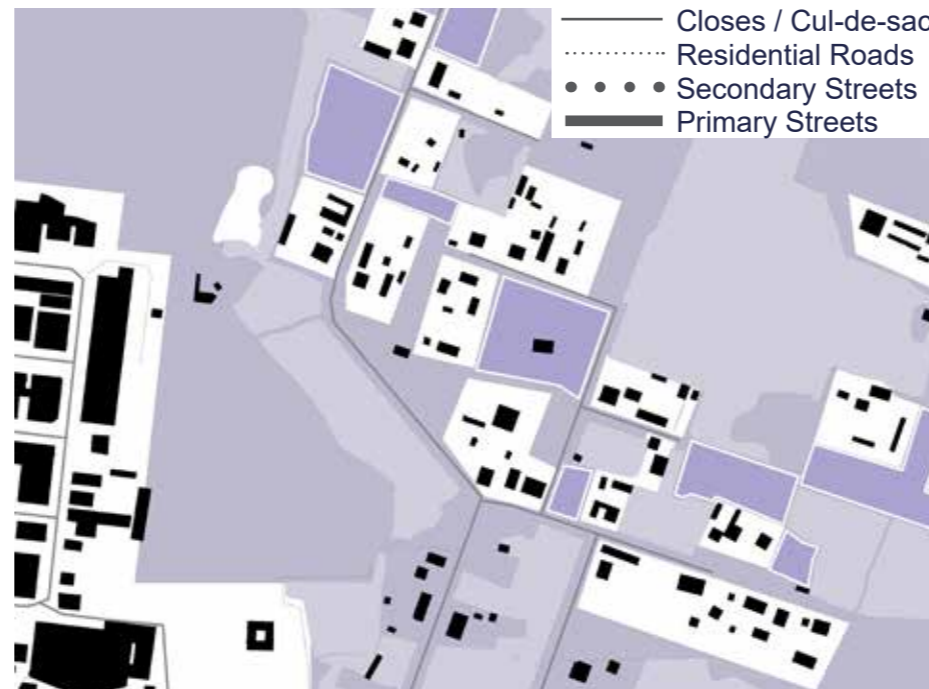 Closes / Cul-de-sac
Residential Roads
Secondary Streets
Primary Streets